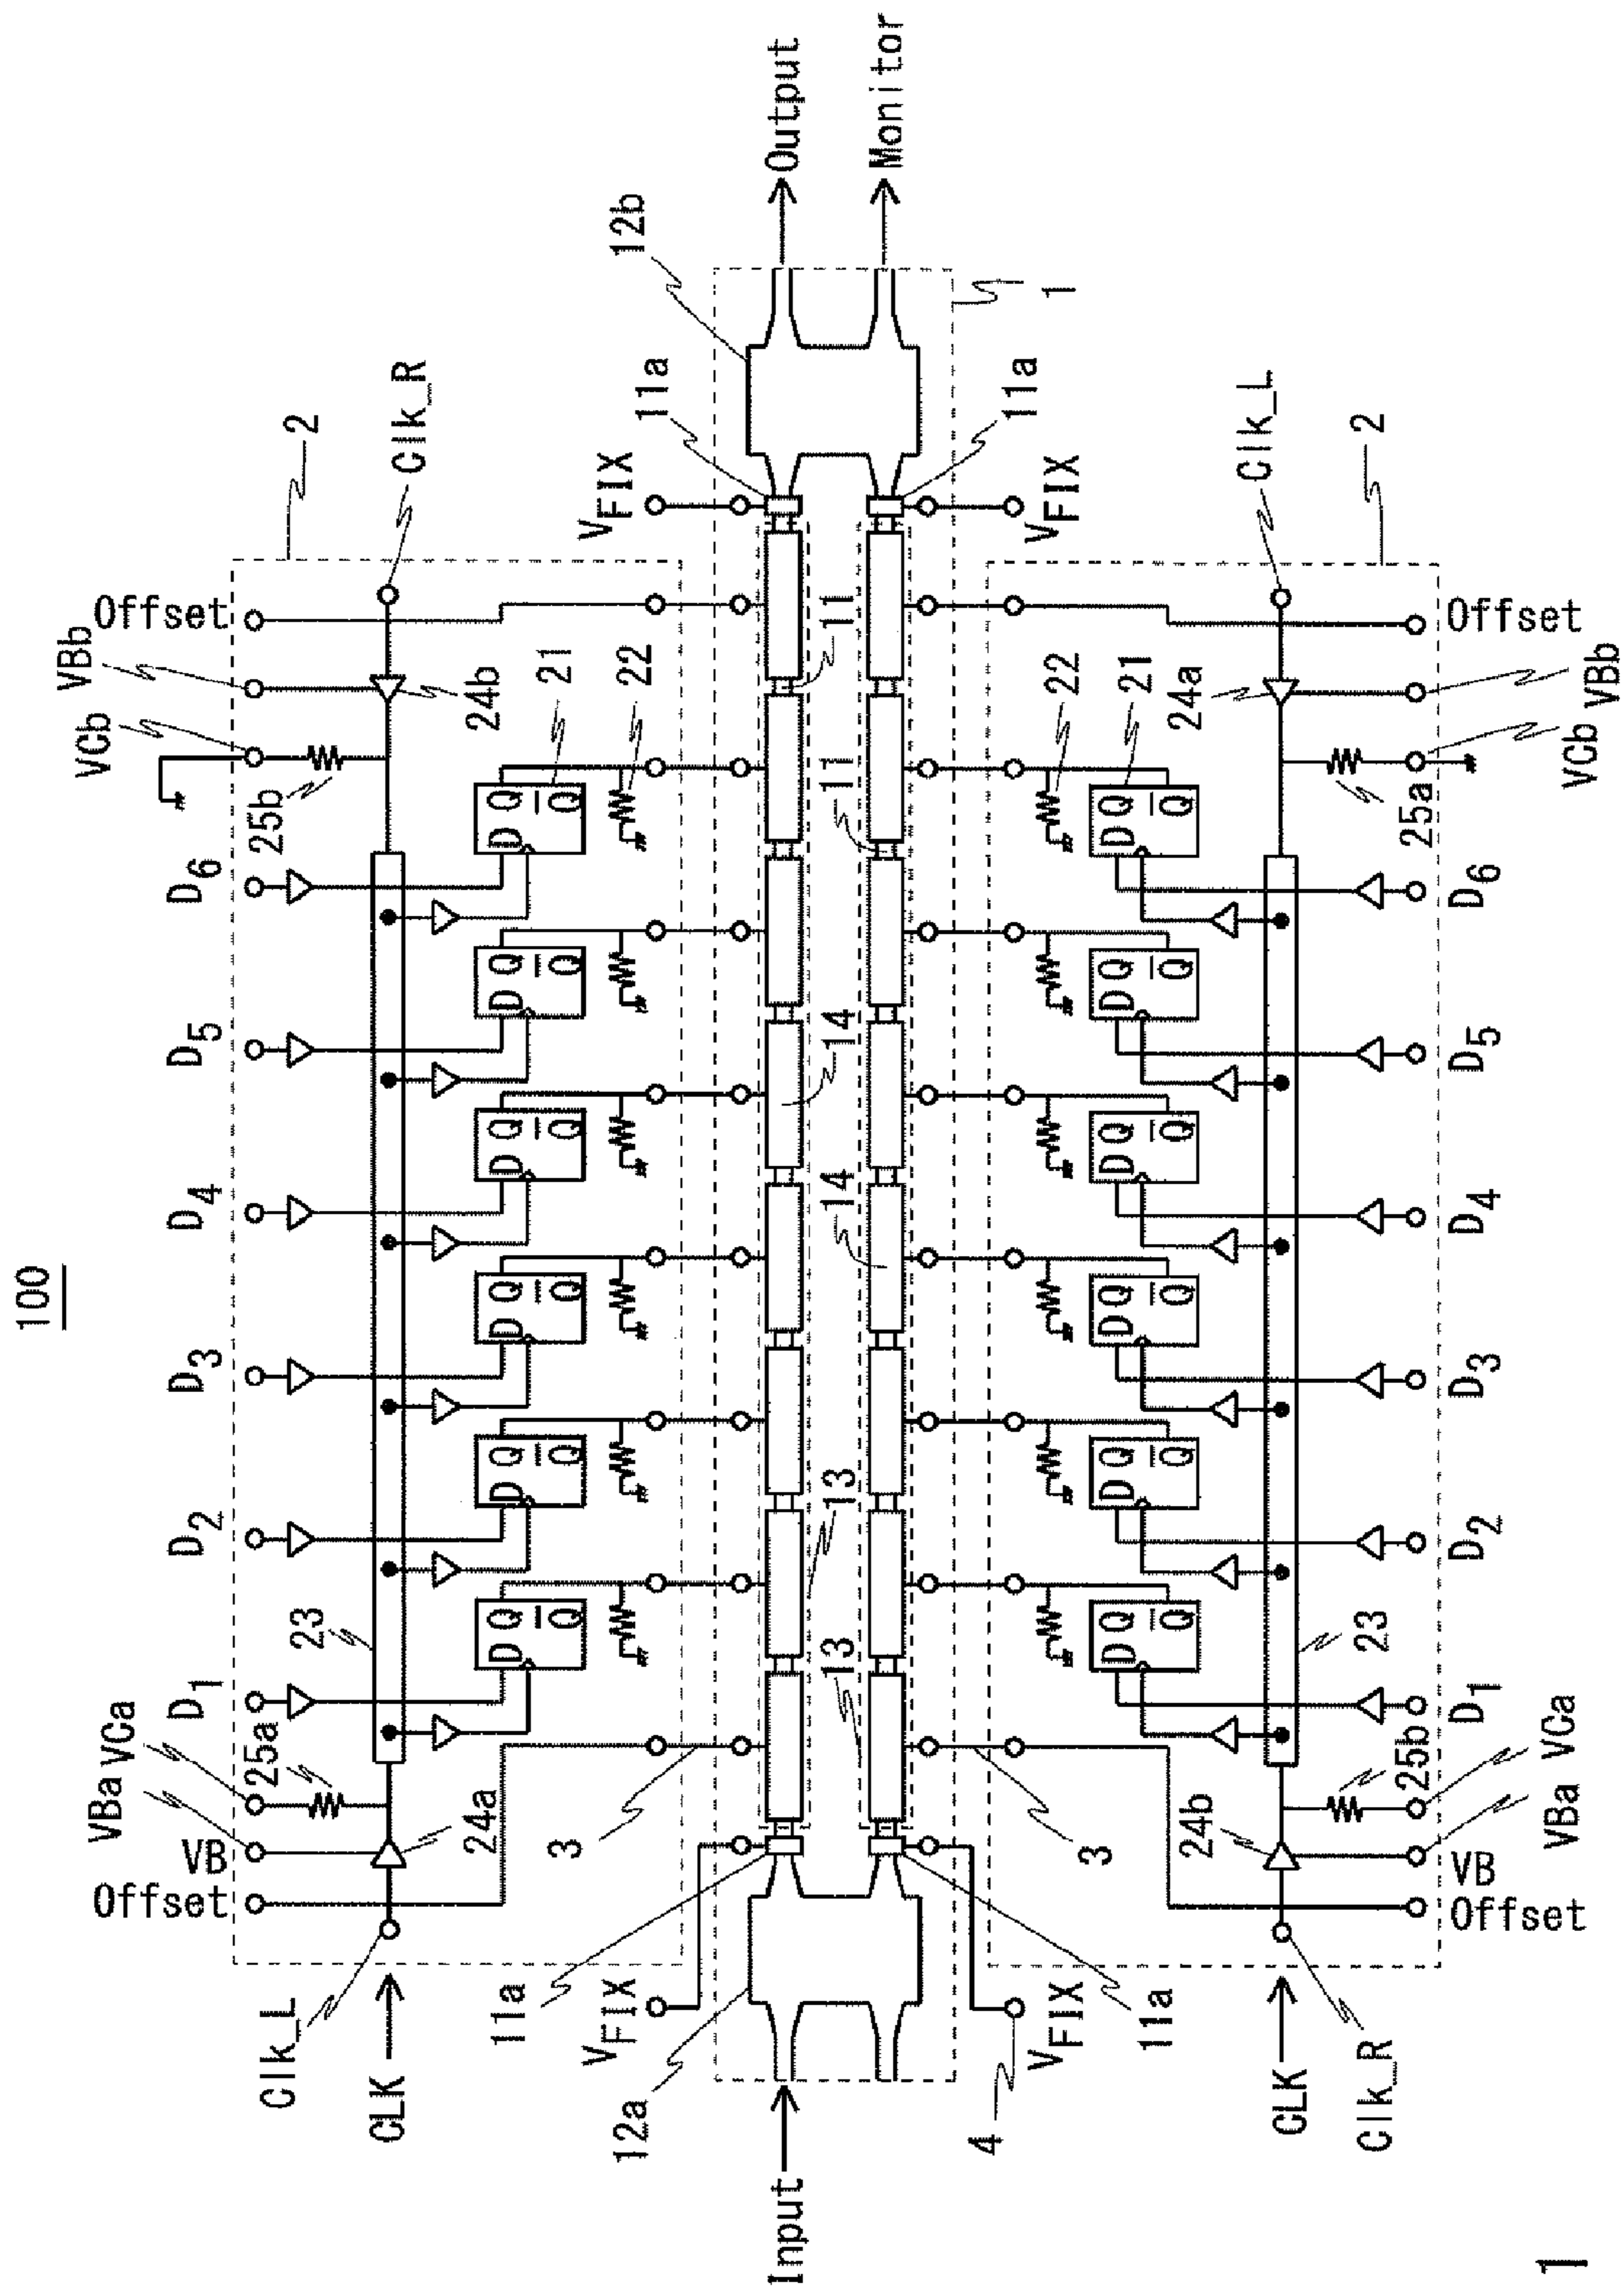 100
VCb
VBb
Offset
D1
D2
D3
D4
D5
D6
VBa
VCa
VB
Offset
25a
25b
2
Clk_L
CLK
24a
23
24b
Clk_R
D Q Q
D Q Q
D Q Q
D Q Q
D Q Q
D Q Q
21
22
3
11a
VFIX
VFIX
11a
12b
12a
Input
13
14
11
Output
13
14
11
Monitor
1
4
VFIX
11a
11a
VFIX
3
22
D Q Q
D Q Q
D Q Q
D Q Q
D Q Q
D Q Q
21
24b
24a
CLK
Clk_R
Clk_L
23
25b
25a
2
Offset
VB
VBa
VCa
D1
D2
D3
D4
D5
D6
VCb
VBb
Offset
1